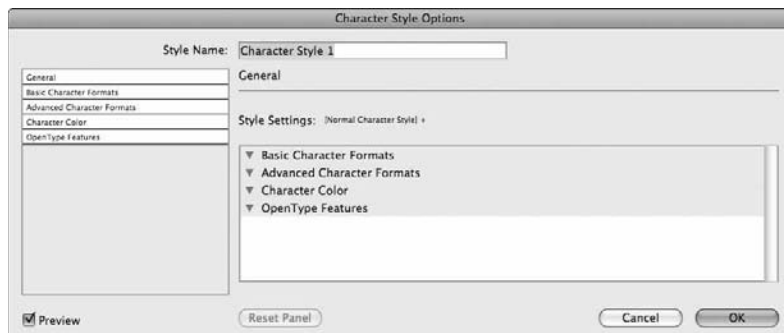 Character Style Options
Style Name: Character Style 1
General
Basic Character Formats
Advanced Character Formats
Character Color
OpenType Features
General
Style Settings: [Normal Character Style] +
Basic Character Formats
Advanced Character Formats
Character Color
OpenType Features
Preview
Reset Panel
Cancel
OK